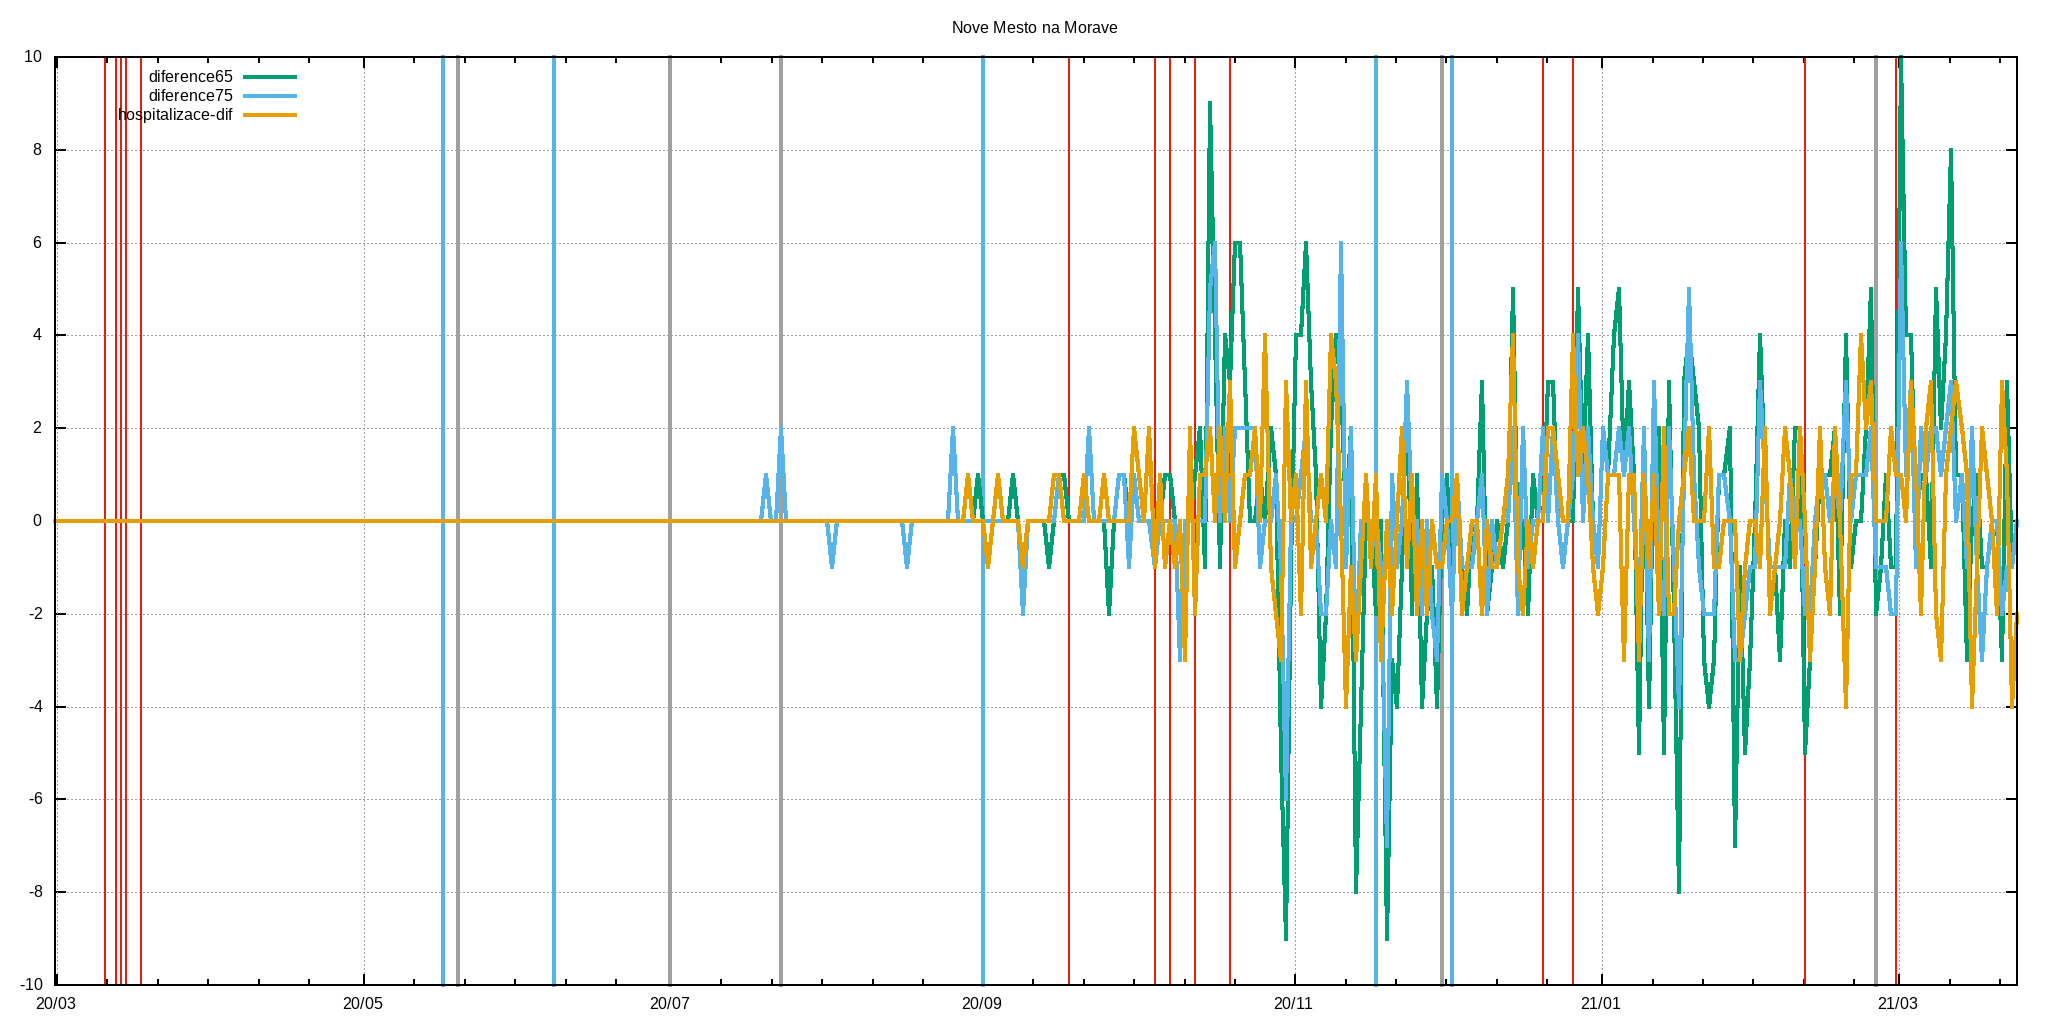 Nove Mesto na Morave
10
8
6
4
2
0
-2
-4
-6
-8
-10
diference65
diference75
hospitalizace-dif
20/03 20/05 20/07 20/09 20/11 21/01 21/03